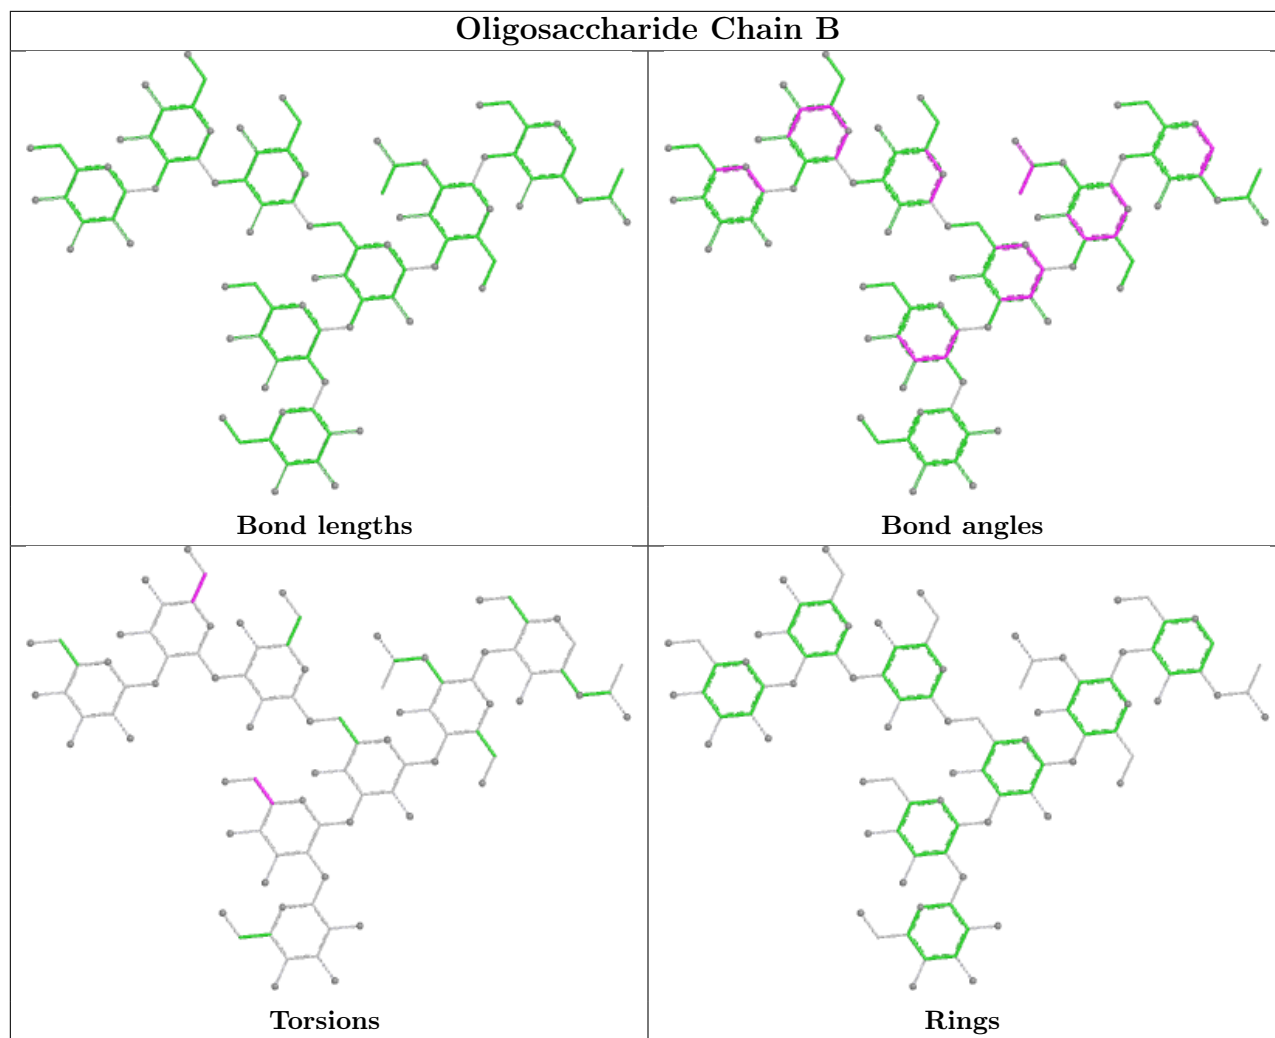 Oligosaccharide Chain B
Bond lengths
Bond angles
Torsions
Rings